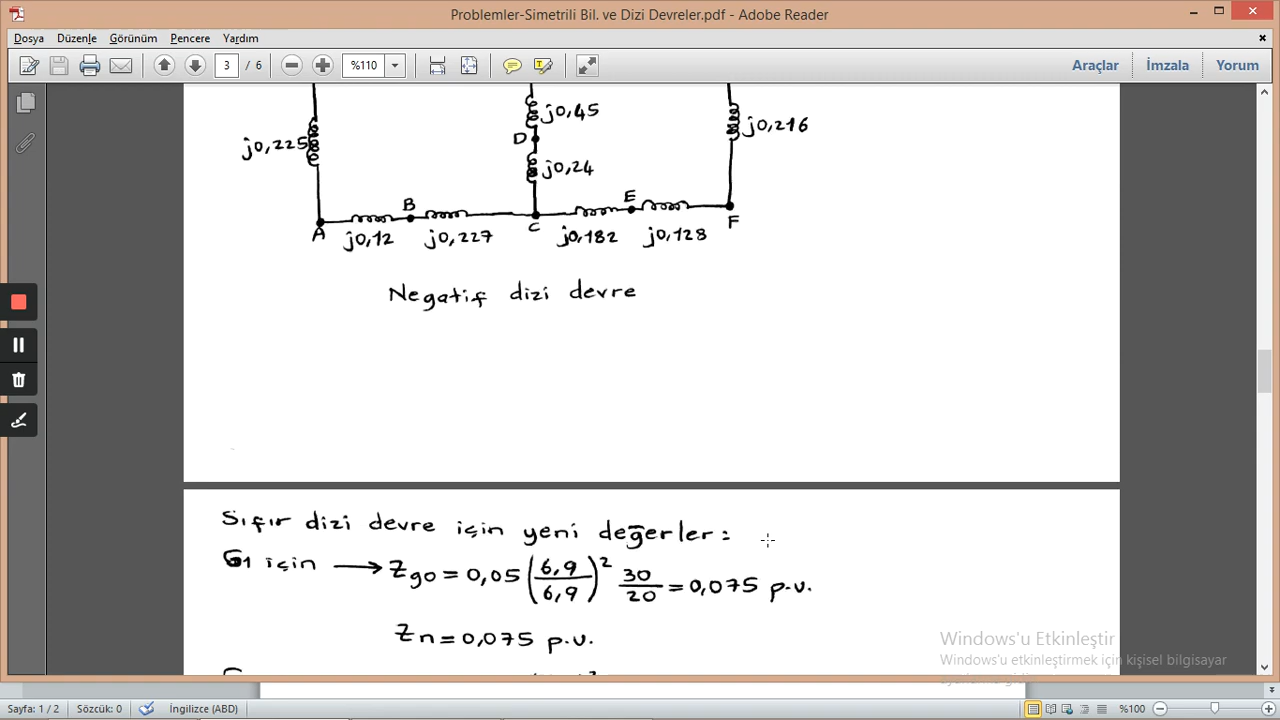 Problemler-Simetrili Bil. ve Dizi Devreler.pdf - Adobe Reader
Dosya Düzenle Görünüm Pencere Yardım
3 / 6 %110 Araçlar İmzala Yorum
j0,45
j0,216
j0,225
D
j0,24
B E
A C F
j0,12 j0,227 j0,182 j0,128
Negatif dizi devre
Sıfır dizi devre için yeni değerler:
G1 için → Zgo = 0,05 (6,9/6,9)² 30/20 = 0,075 p.u.
Zn = 0,075 p.u.
Windows'u Etkinleştir
Windows'u etkinleştirmek için kişisel bilgisayar
Sayfa: 1 / 2 Sözcük: 0 İngilizce (ABD) %100